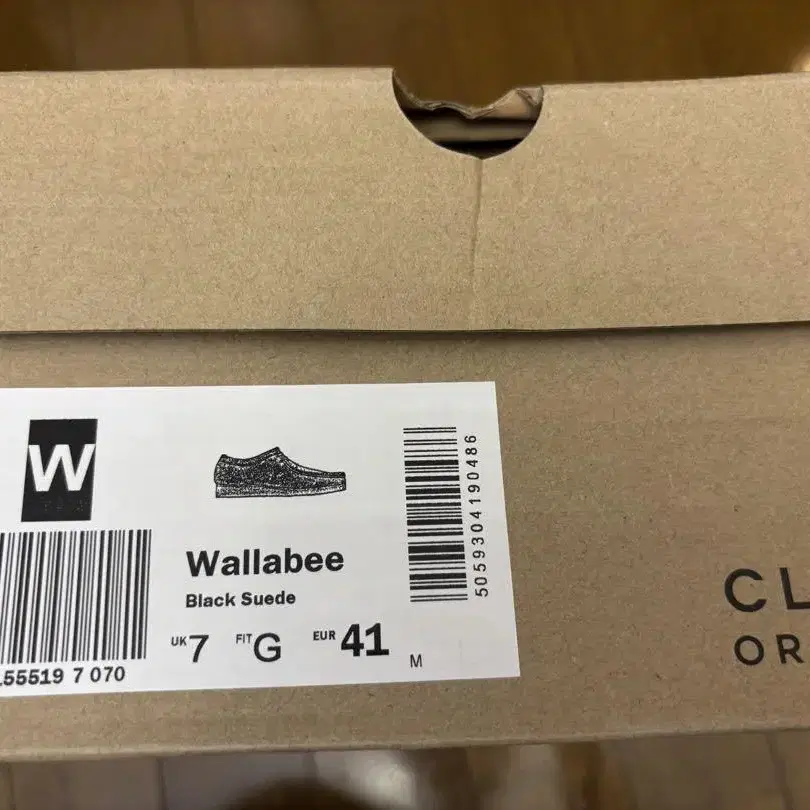 W
Wallabee
Black Suede
UK 7 FIT G EUR 41
M
55519 7 070
5059304190486
CL
OR